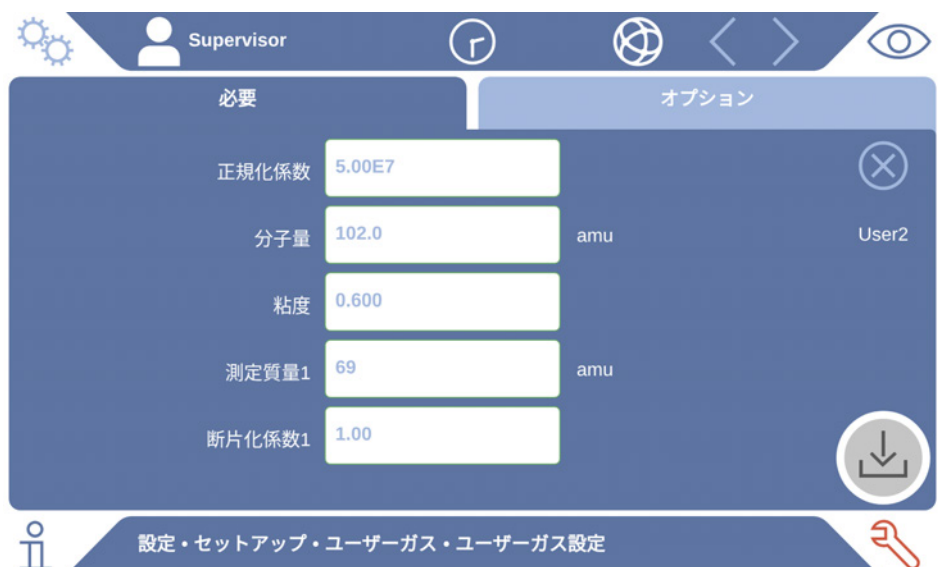 Supervisor
必要
オプション
正規化係数 5.00E7
分子量 102.0 amu
User2
粘度 0.600
測定質量1 69 amu
断片化係数1 1.00
設定・セットアップ・ユーザーガス・ユーザーガス設定